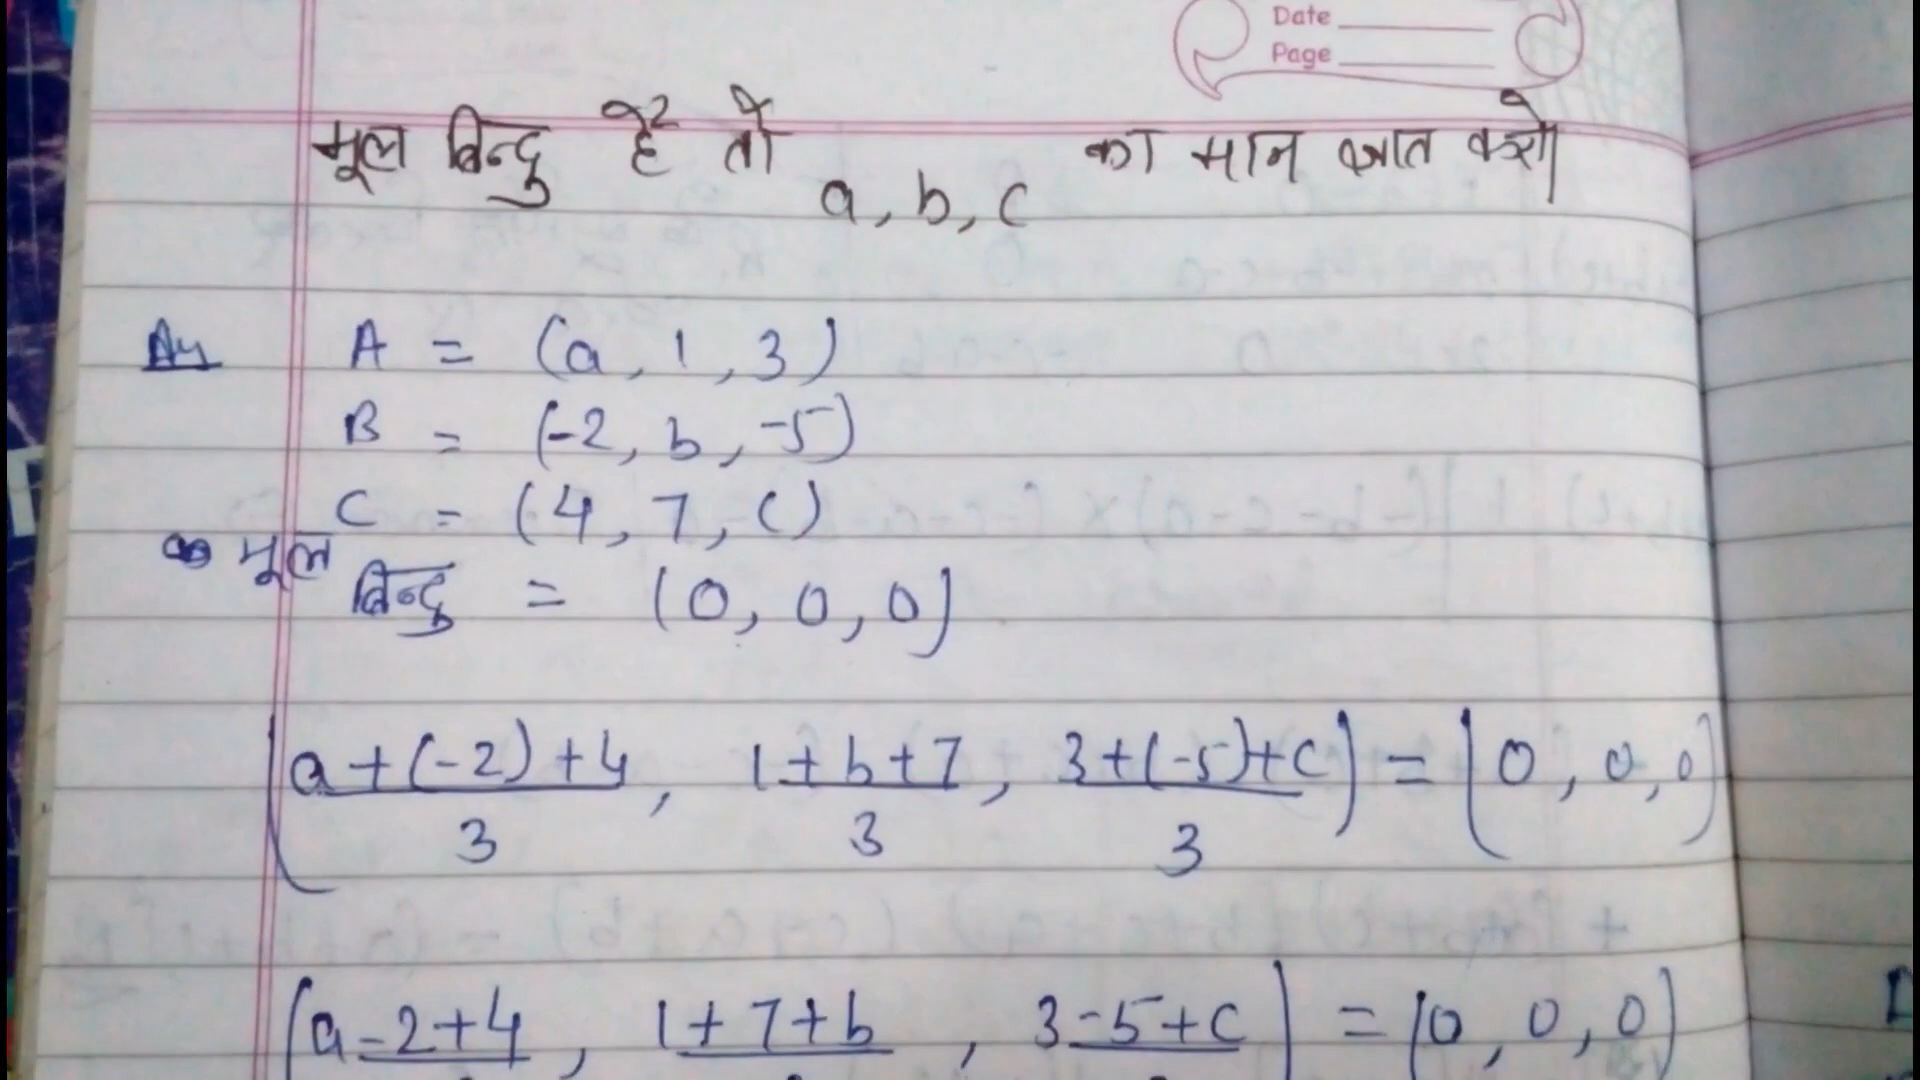 Date
Page
मूल बिन्दु है तो a, b, c का मान ज्ञात करो।
Ans A = (a, 1, 3)
B = (-2, b, -5)
C = (4, 7, c)
मूल बिन्दु = (0, 0, 0)
(a+(-2)+4/3, 1+b+7/3, 3+(-5)+c/3) = (0, 0, 0)
(a-2+4, 1+7+b, 3-5+c) = (0, 0, 0)